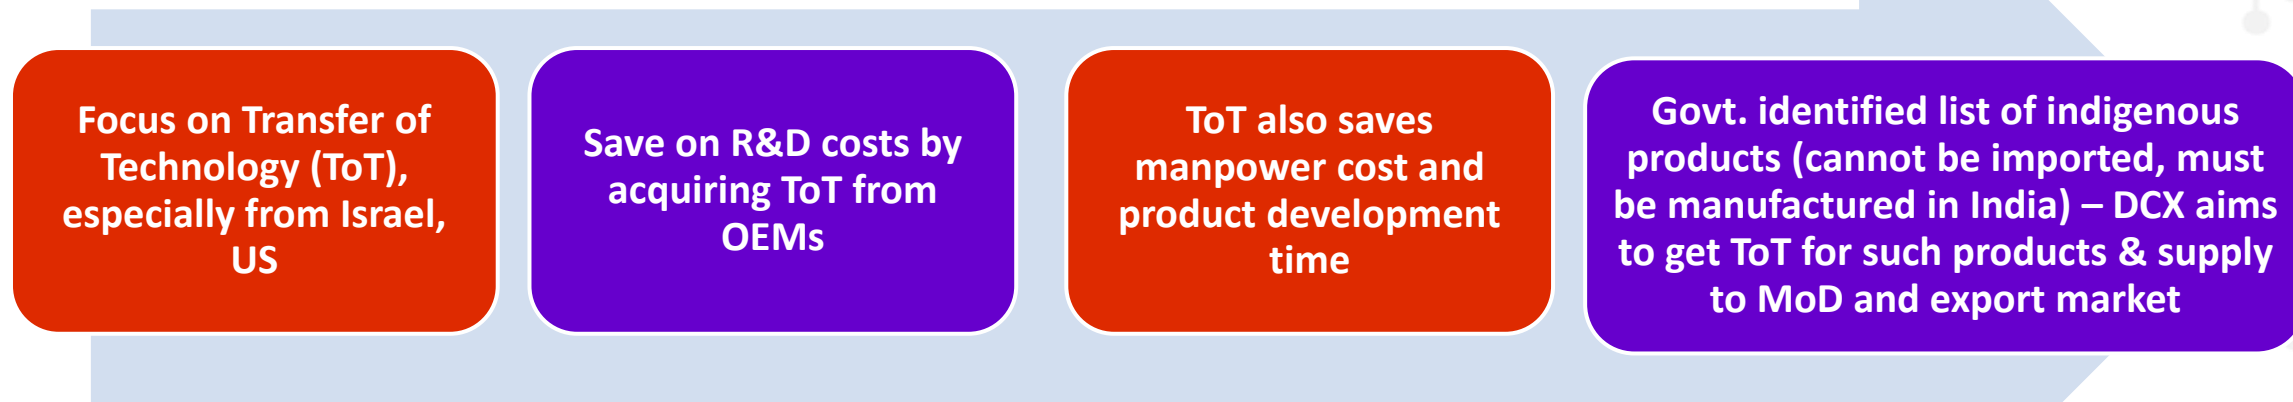 Focus on Transfer of
Technology (ToT),
especially from Israel,
US
Save on R&D costs by
acquiring ToT from
OEMs
ToT also saves
manpower cost and
product development
time
Govt. identified list of indigenous
products (cannot be imported, must
be manufactured in India) – DCX aims
to get ToT for such products & supply
to MoD and export market